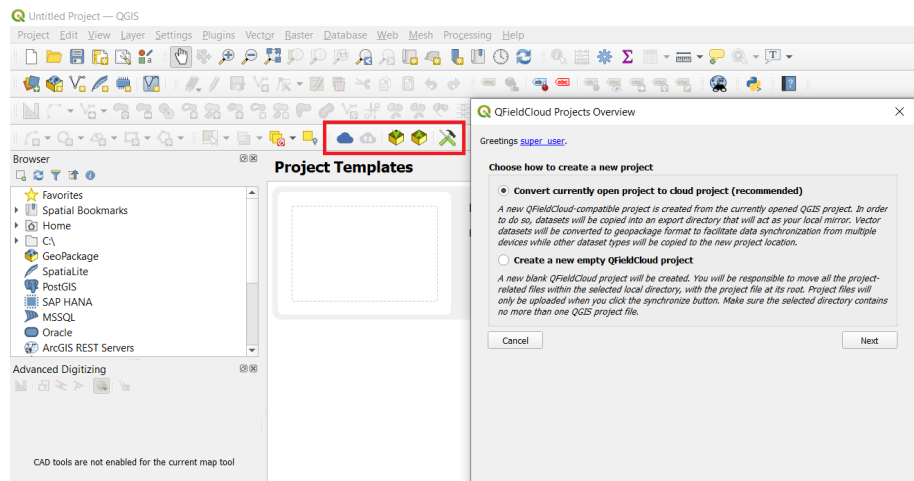 Untitled Project — QGIS
Project Edit View Layer Settings Plugins Vector Raster Database Web Mesh Processing Help
QFieldCloud Projects Overview
Greetings super_user.
Choose how to create a new project
Convert currently open project to cloud project (recommended)
A new QFieldCloud-compatible project is created from the currently opened QGIS project. In order
to do so, datasets will be copied into an export directory that will act as your local mirror. Vector
datasets will be converted to geopackage format to facilitate data synchronization from multiple
devices while other dataset types will be copied to the new project location.
Create a new empty QFieldCloud project
A new blank QFieldCloud project will be created. You will be responsible to move all the project-
related files within the selected local directory, with the project file at its root. Project files will
only be uploaded when you click the synchronize button. Make sure the selected directory contains
no more than one QGIS project file.
Cancel
Next
Browser
Favorites
Spatial Bookmarks
Home
C:\
GeoPackage
SpatiaLite
PostGIS
SAP HANA
MSSQL
Oracle
ArcGIS REST Servers
Project Templates
Advanced Digitizing
CAD tools are not enabled for the current map tool